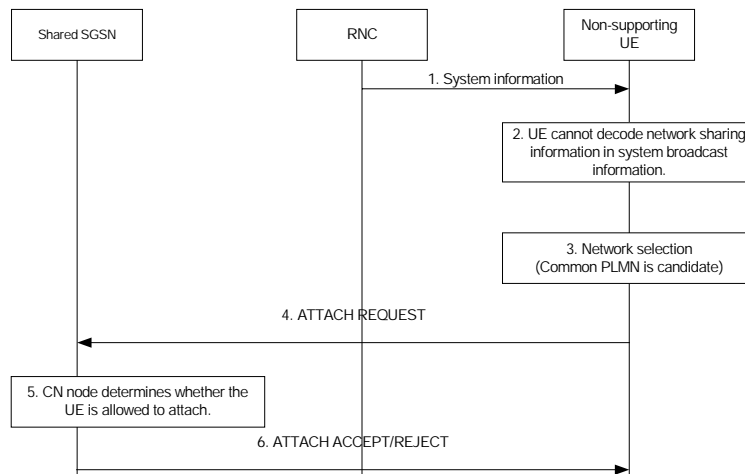 Shared SGSN
RNC
Non-supporting
UE
1. System information
2. UE cannot decode network sharing
information in system broadcast
information.
3. Network selection
(Common PLMN is candidate)
4. ATTACH REQUEST
5. CN node determines whether the
UE is allowed to attach.
6. ATTACH ACCEPT/REJECT